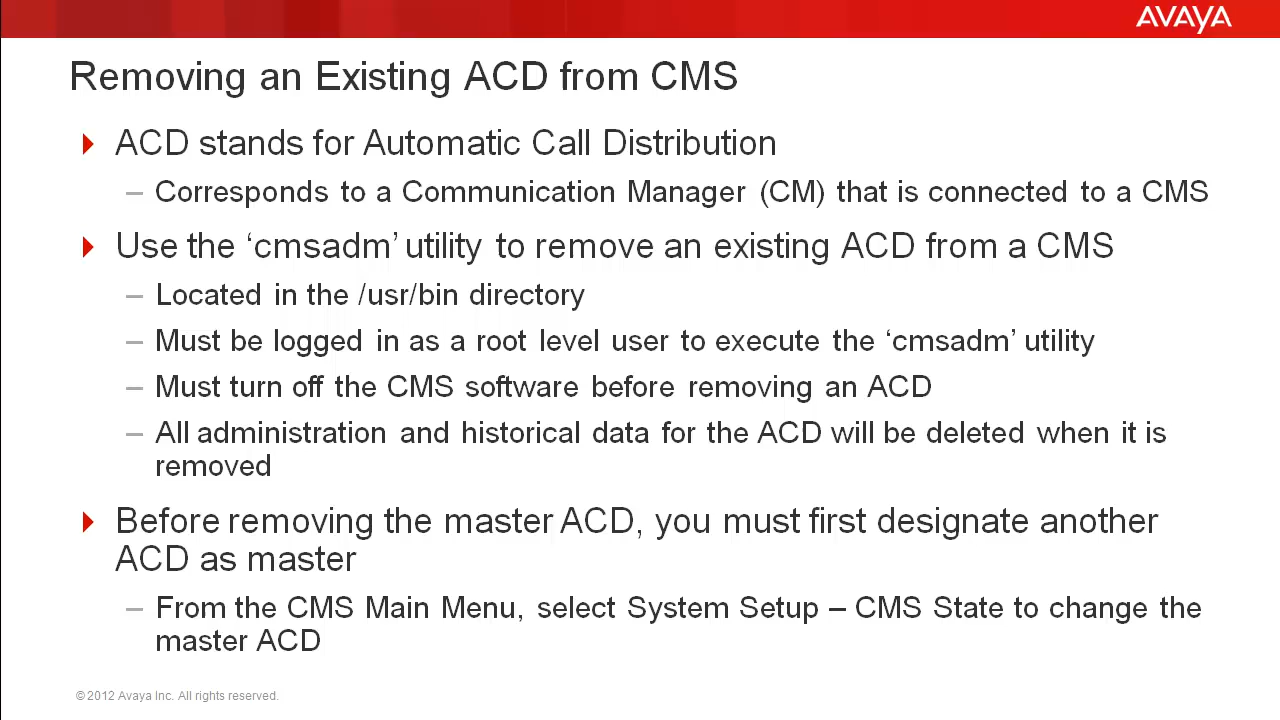 AVAYA
Removing an Existing ACD from CMS
ACD stands for Automatic Call Distribution
– Corresponds to a Communication Manager (CM) that is connected to a CMS
Use the ‘cmsadm’ utility to remove an existing ACD from a CMS
– Located in the /usr/bin directory
– Must be logged in as a root level user to execute the ‘cmsadm’ utility
– Must turn off the CMS software before removing an ACD
– All administration and historical data for the ACD will be deleted when it is
removed
Before removing the master ACD, you must first designate another
ACD as master
– From the CMS Main Menu, select System Setup – CMS State to change the
master ACD
© 2012 Avaya Inc. All rights reserved.